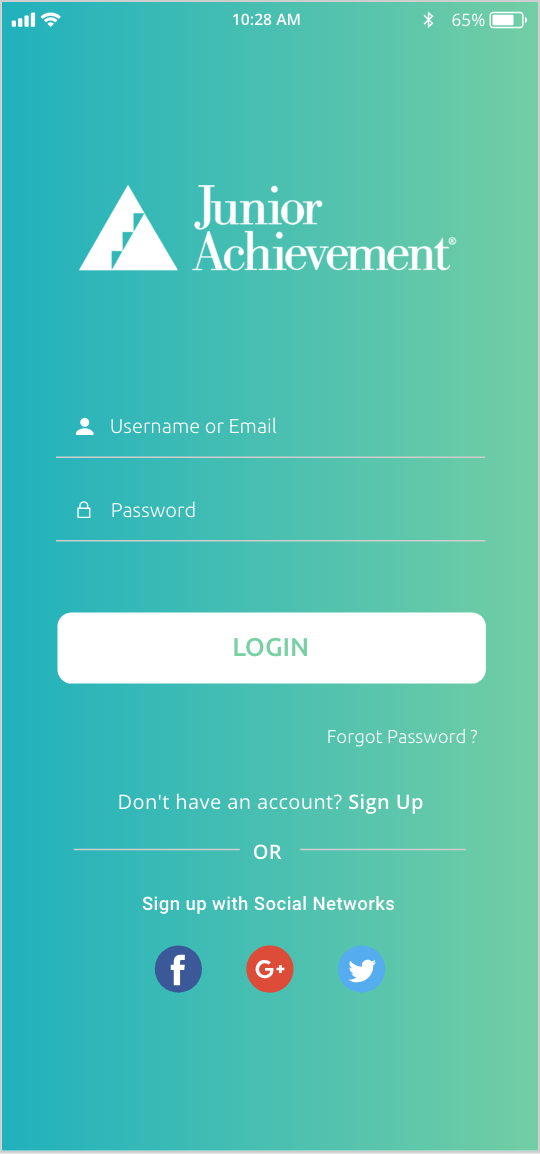 10:28 AM
65%
Junior
Achievement®
Username or Email
Password
LOGIN
Forgot Password ?
Don't have an account? Sign Up
OR
Sign up with Social Networks
f
G+